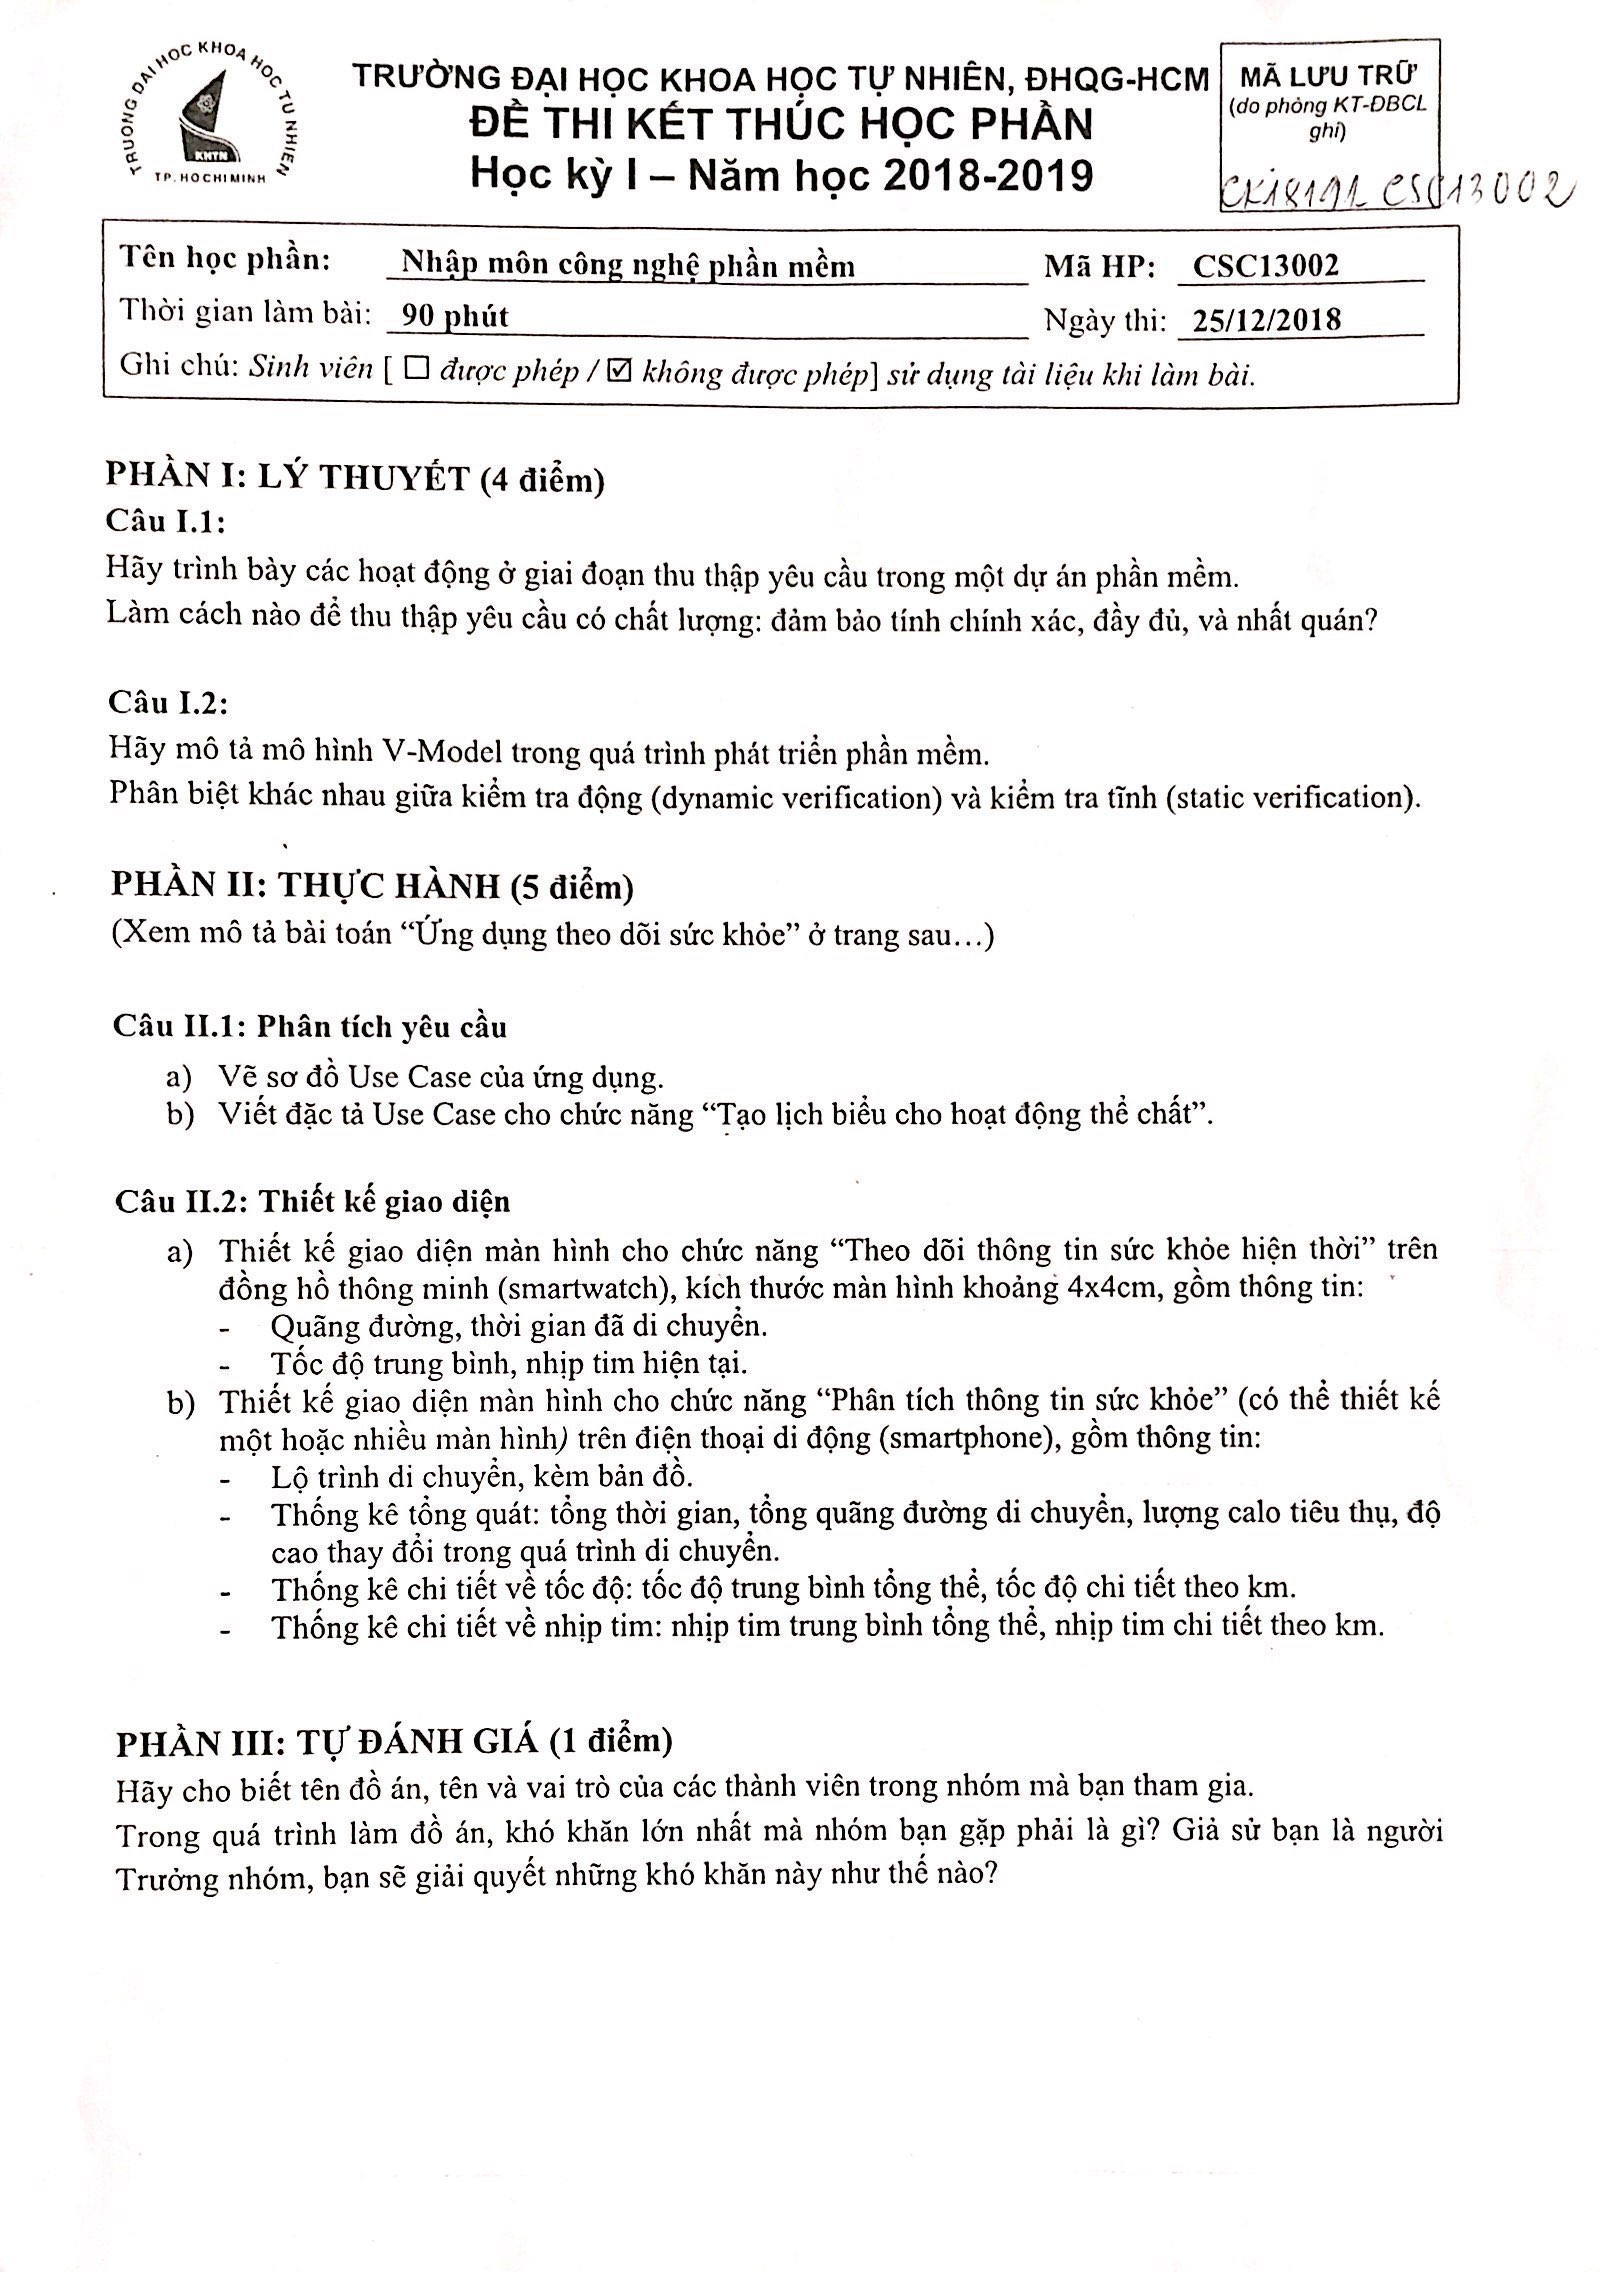 TRƯỜNG ĐẠI HỌC KHOA HỌC TỰ NHIÊN
KHTN
TP. HO CHI MINH
TRƯỜNG ĐẠI HỌC KHOA HỌC TỰ NHIÊN, ĐHQG-HCM
ĐỀ THI KẾT THÚC HỌC PHẦN
Học kỳ I – Năm học 2018-2019
MÃ LƯU TRỮ
(do phòng KT-ĐBCL
ghi)
CK18191_CSC13002
Tên học phần: Nhập môn công nghệ phần mềm Mã HP: CSC13002
Thời gian làm bài: 90 phút Ngày thi: 25/12/2018
Ghi chú: Sinh viên [ ☐ được phép / ☑ không được phép] sử dụng tài liệu khi làm bài.
PHẦN I: LÝ THUYẾT (4 điểm)
Câu I.1:
Hãy trình bày các hoạt động ở giai đoạn thu thập yêu cầu trong một dự án phần mềm.
Làm cách nào để thu thập yêu cầu có chất lượng: đảm bảo tính chính xác, đầy đủ, và nhất quán?
Câu I.2:
Hãy mô tả mô hình V-Model trong quá trình phát triển phần mềm.
Phân biệt khác nhau giữa kiểm tra động (dynamic verification) và kiểm tra tĩnh (static verification).
PHẦN II: THỰC HÀNH (5 điểm)
(Xem mô tả bài toán “Ứng dụng theo dõi sức khỏe” ở trang sau…)
Câu II.1: Phân tích yêu cầu
a) Vẽ sơ đồ Use Case của ứng dụng.
b) Viết đặc tả Use Case cho chức năng “Tạo lịch biểu cho hoạt động thể chất”.
Câu II.2: Thiết kế giao diện
a) Thiết kế giao diện màn hình cho chức năng “Theo dõi thông tin sức khỏe hiện thời” trên
đồng hồ thông minh (smartwatch), kích thước màn hình khoảng 4x4cm, gồm thông tin:
- Quãng đường, thời gian đã di chuyển.
- Tốc độ trung bình, nhịp tim hiện tại.
b) Thiết kế giao diện màn hình cho chức năng “Phân tích thông tin sức khỏe” (có thể thiết kế
một hoặc nhiều màn hình) trên điện thoại di động (smartphone), gồm thông tin:
- Lộ trình di chuyển, kèm bản đồ.
- Thống kê tổng quát: tổng thời gian, tổng quãng đường di chuyển, lượng calo tiêu thụ, độ
cao thay đổi trong quá trình di chuyển.
- Thống kê chi tiết về tốc độ: tốc độ trung bình tổng thể, tốc độ chi tiết theo km.
- Thống kê chi tiết về nhịp tim: nhịp tim trung bình tổng thể, nhịp tim chi tiết theo km.
PHẦN III: TỰ ĐÁNH GIÁ (1 điểm)
Hãy cho biết tên đồ án, tên và vai trò của các thành viên trong nhóm mà bạn tham gia.
Trong quá trình làm đồ án, khó khăn lớn nhất mà nhóm bạn gặp phải là gì? Giả sử bạn là người
Trưởng nhóm, bạn sẽ giải quyết những khó khăn này như thế nào?